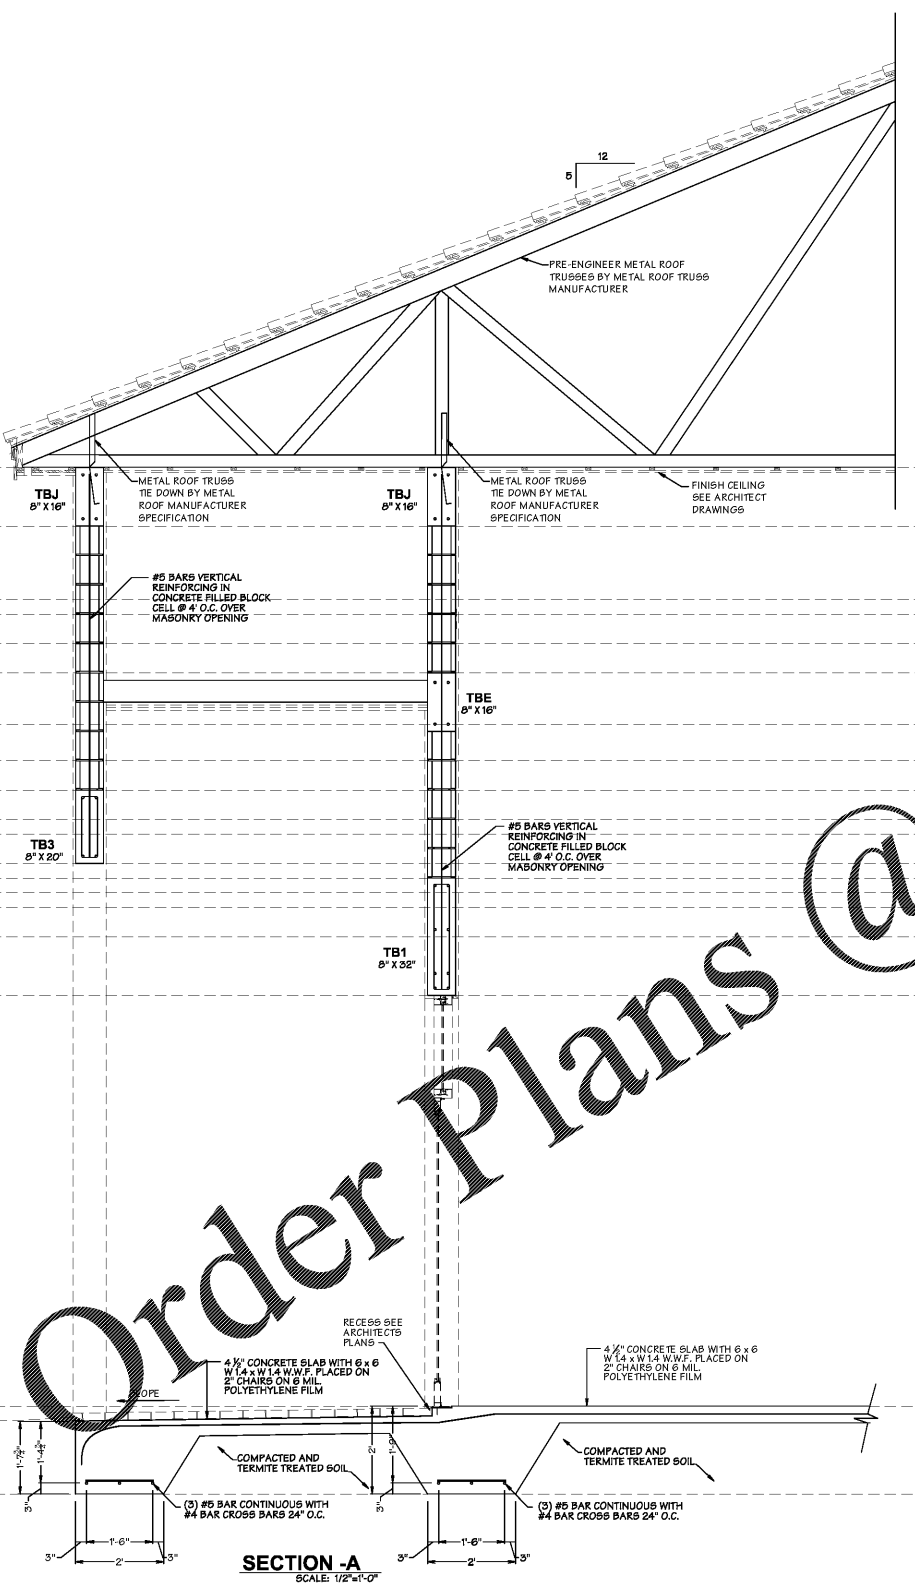 12
5
PRE-ENGINEER METAL ROOF
TRUSSES BY METAL ROOF TRUSS
MANUFACTURER
TBJ
8" X 16"
METAL ROOF TRUSS
TIE DOWN BY METAL
ROOF MANUFACTURER
SPECIFICATION
TBJ
8" X 16"
METAL ROOF TRUSS
TIE DOWN BY METAL
ROOF MANUFACTURER
SPECIFICATION
FINISH CEILING
SEE ARCHITECT
DRAWINGS
#5 BARS VERTICAL
REINFORCING IN
CONCRETE FILLED BLOCK
CELL @ 4' O.C. OVER
MASONRY OPENING
TBE
8" X 16"
TB3
8" X 20"
#5 BARS VERTICAL
REINFORCING IN
CONCRETE FILLED BLOCK
CELL @ 4' O.C. OVER
MASONRY OPENING
TB1
8" X 32"
Order Plans @
RECESS SEE
ARCHITECTS
PLANS
4 ½" CONCRETE SLAB WITH 6 x 6
W 1.4 x W 1.4 W.W.F. PLACED ON
2" CHAIRS ON 6 MIL.
POLYETHYLENE FILM
4 ½" CONCRETE SLAB WITH 6 x 6
W 1.4 x W 1.4 W.W.F. PLACED ON
2" CHAIRS ON 6 MIL.
POLYETHYLENE FILM
SLOPE
1'-7¾"
1'-4¾"
3"
2'
1'-9"
3"
COMPACTED AND
TERMITE TREATED SOIL
COMPACTED AND
TERMITE TREATED SOIL
(3) #5 BAR CONTINUOUS WITH
#4 BAR CROSS BARS 24" O.C.
(3) #5 BAR CONTINUOUS WITH
#4 BAR CROSS BARS 24" O.C.
1'-6"
3"
3"
2'
1'-6"
3"
3"
2'
SECTION -A
SCALE: 1/2"=1'-0"